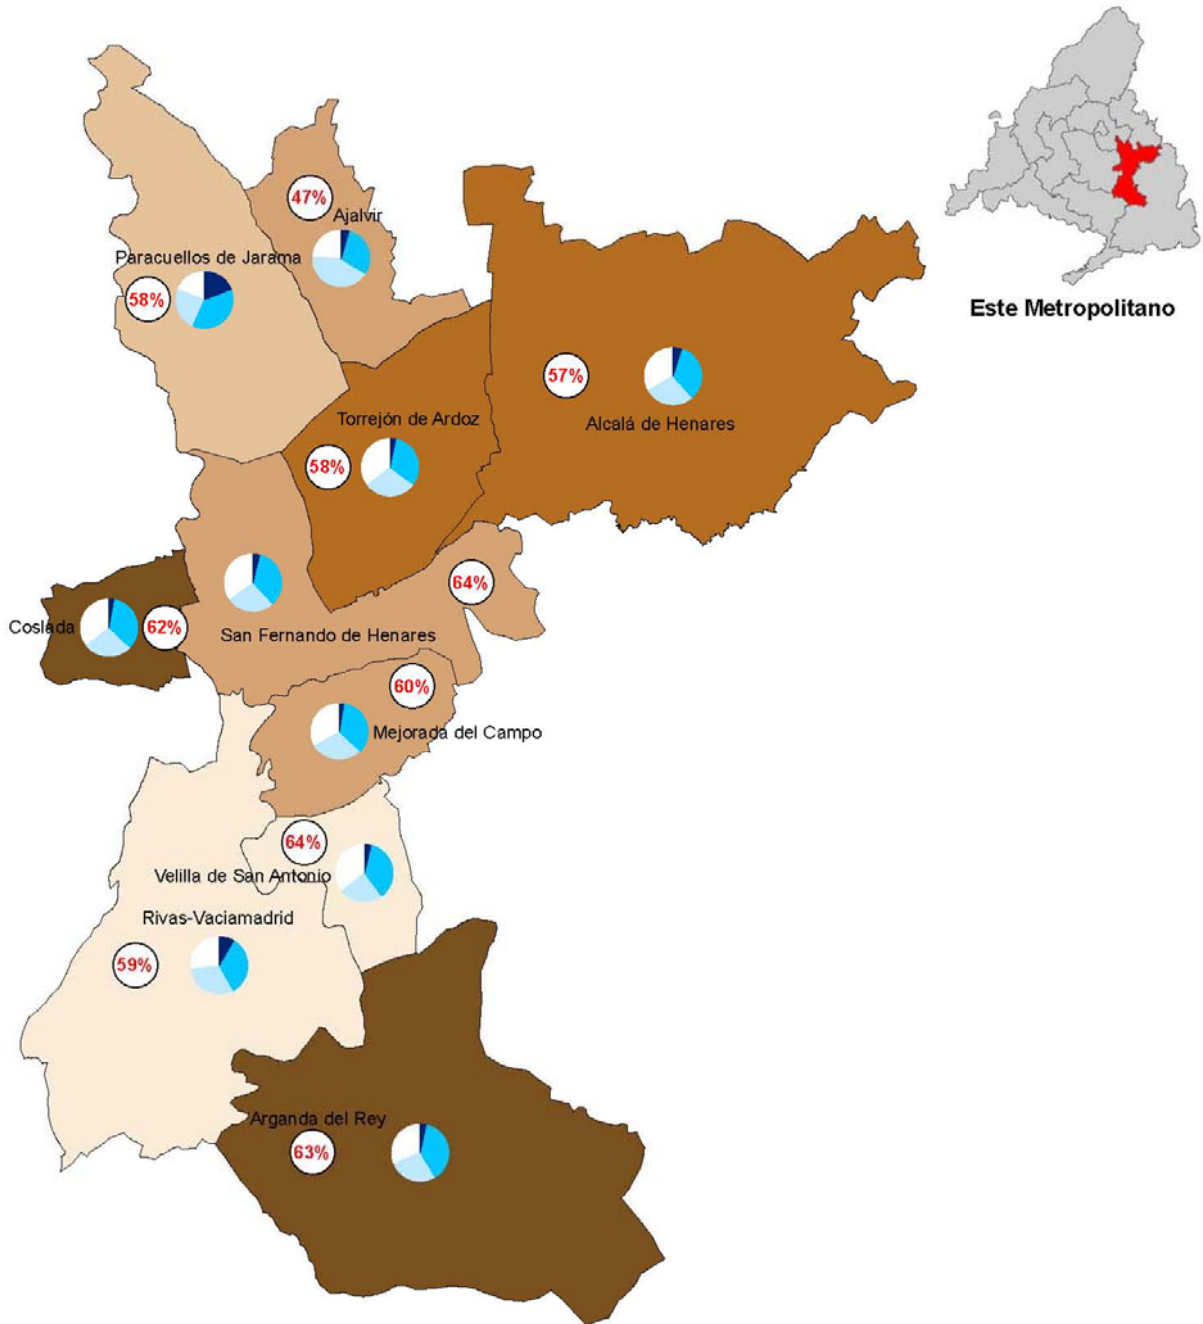 47%
Ajalvir
Paracuellos de Jarama
58%
Este Metropolitano
57%
Alcalá de Henares
Torrejón de Ardoz
58%
64%
Coslada
62%
San Fernando de Henares
60%
Mejorada del Campo
64%
Velilla de San Antonio
Rivas-Vaciamadrid
59%
Arganda del Rey
63%